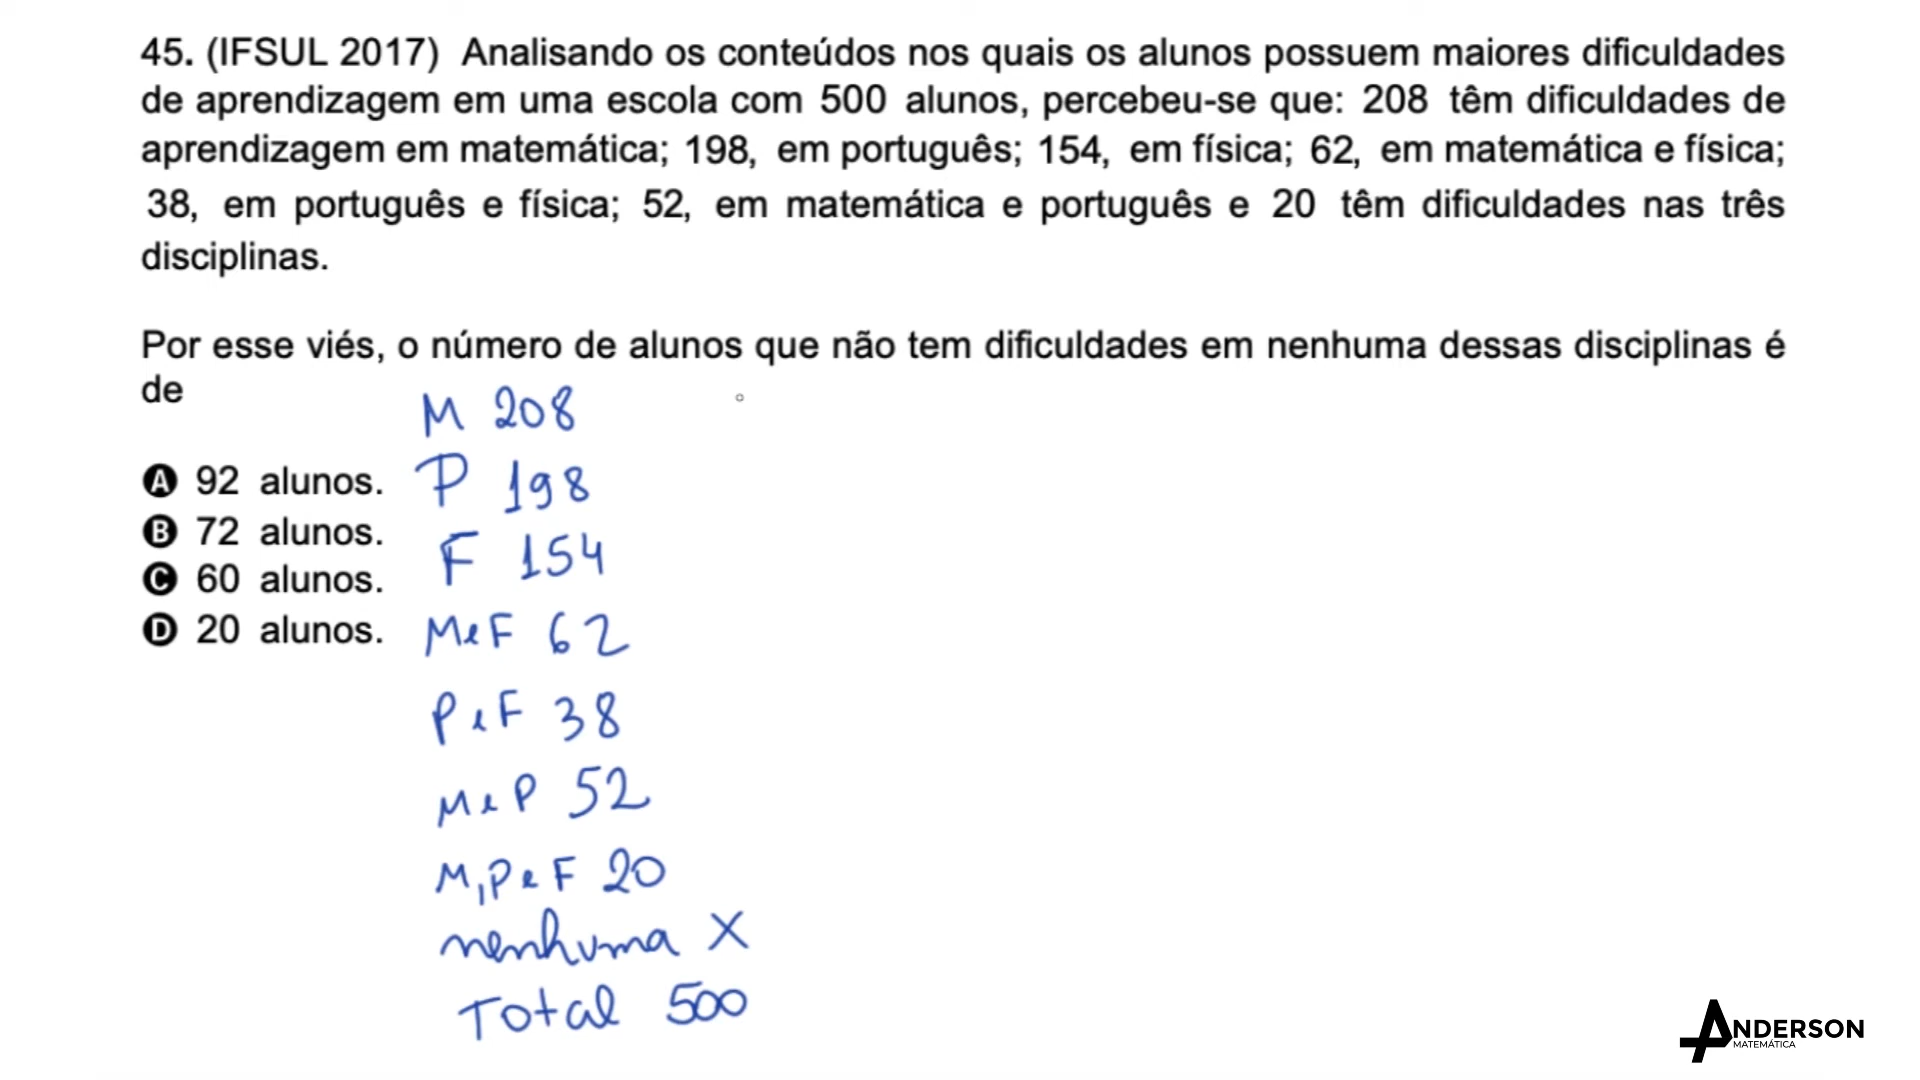 45. (IFSUL 2017) Analisando os conteúdos nos quais os alunos possuem maiores dificuldades
de aprendizagem em uma escola com 500 alunos, percebeu-se que: 208 têm dificuldades de
aprendizagem em matemática; 198, em português; 154, em física; 62, em matemática e física;
38, em português e física; 52, em matemática e português e 20 têm dificuldades nas três
disciplinas.
Por esse viés, o número de alunos que não tem dificuldades em nenhuma dessas disciplinas é
de
A 92 alunos.
B 72 alunos.
C 60 alunos.
D 20 alunos.
M 208
P 198
F 154
M e F 62
P e F 38
M e P 52
M, P e F 20
nenhuma X
Total 500
ANDERSON
MATEMÁTICA